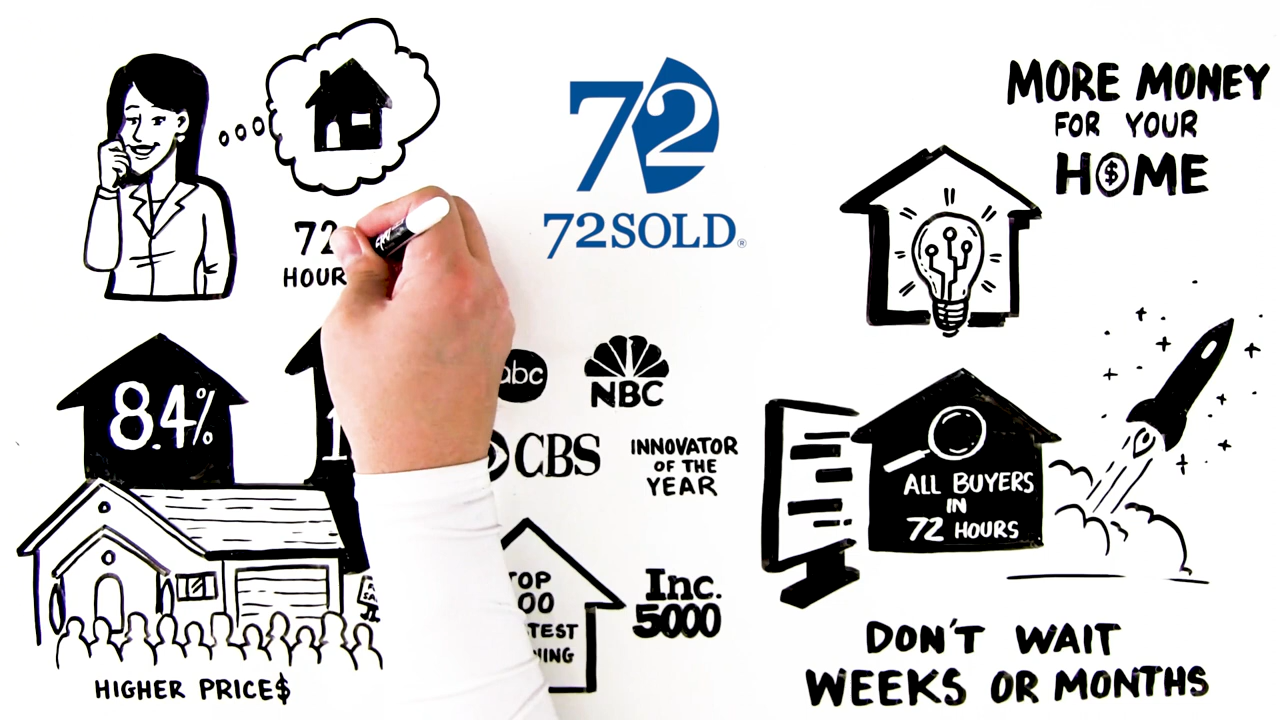 72
HOUR
72
72SOLD®
MORE MONEY
FOR YOUR
HOME
8.4%
abc
NBC
CBS
INNOVATOR
OF THE
YEAR
ALL BUYERS
IN
72 HOURS
Inc.
5000
HIGHER PRICE$
DON'T WAIT
WEEKS OR MONTHS